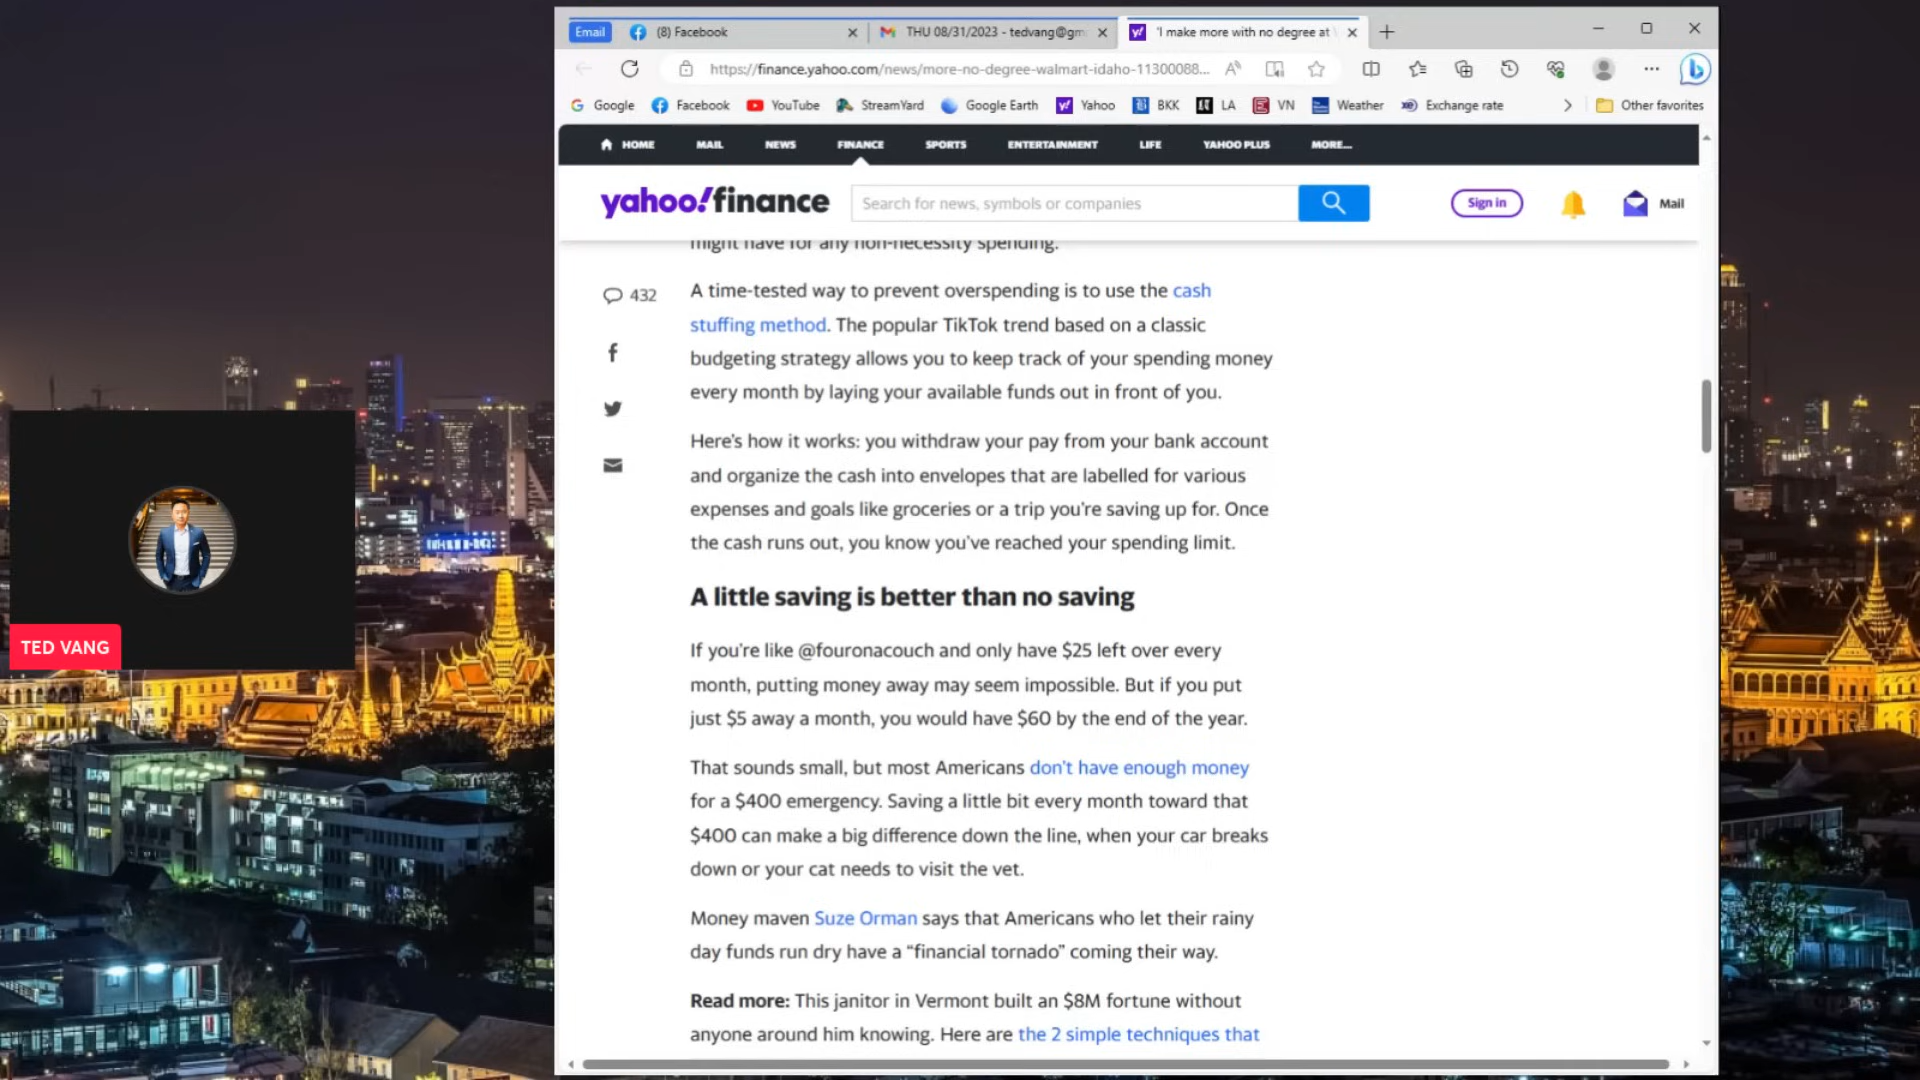 Email
(8) Facebook
THU 08/31/2023 - tedvang@gm
'I make more with no degree at
https://finance.yahoo.com/news/more-no-degree-walmart-idaho-11300088...
Google
Facebook
YouTube
StreamYard
Google Earth
Yahoo
BKK
LA
VN
Weather
Exchange rate
Other favorites
HOME
MAIL
NEWS
FINANCE
SPORTS
ENTERTAINMENT
LIFE
YAHOO PLUS
MORE...
yahoo!finance
Search for news, symbols or companies
Sign in
Mail
might have for any non-necessity spending.
432
A time-tested way to prevent overspending is to use the cash
stuffing method. The popular TikTok trend based on a classic
budgeting strategy allows you to keep track of your spending money
every month by laying your available funds out in front of you.
Here's how it works: you withdraw your pay from your bank account
and organize the cash into envelopes that are labelled for various
expenses and goals like groceries or a trip you're saving up for. Once
the cash runs out, you know you've reached your spending limit.
A little saving is better than no saving
If you're like @fouronacouch and only have $25 left over every
month, putting money away may seem impossible. But if you put
just $5 away a month, you would have $60 by the end of the year.
That sounds small, but most Americans don't have enough money
for a $400 emergency. Saving a little bit every month toward that
$400 can make a big difference down the line, when your car breaks
down or your cat needs to visit the vet.
Money maven Suze Orman says that Americans who let their rainy
day funds run dry have a “financial tornado” coming their way.
Read more: This janitor in Vermont built an $8M fortune without
anyone around him knowing. Here are the 2 simple techniques that
TED VANG